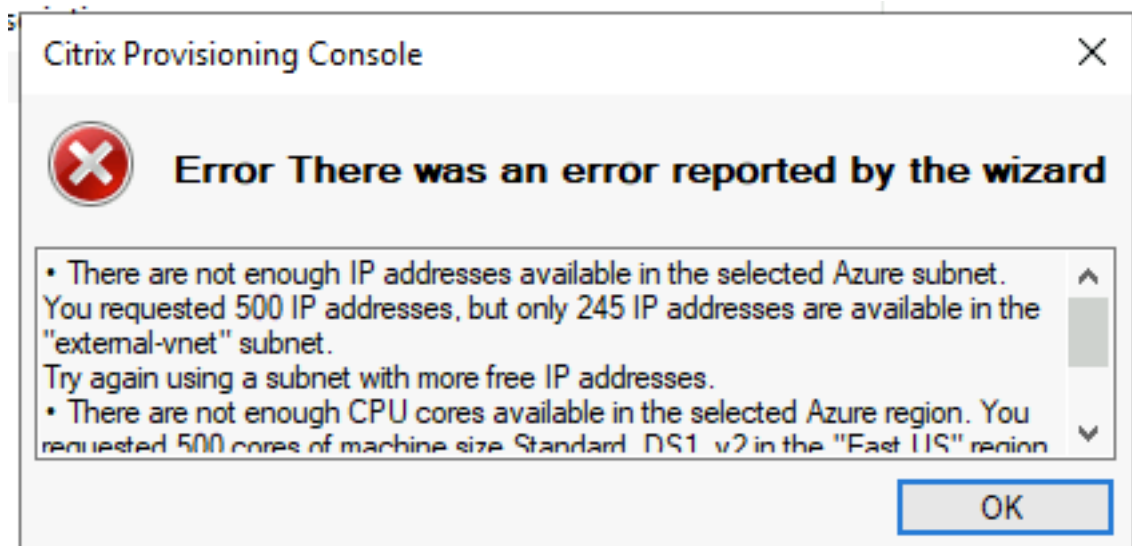 Citrix Provisioning Console
Error There was an error reported by the wizard
• There are not enough IP addresses available in the selected Azure subnet.
You requested 500 IP addresses, but only 245 IP addresses are available in the
"external-vnet" subnet.
Try again using a subnet with more free IP addresses.
• There are not enough CPU cores available in the selected Azure region. You
requested 500 cores of machine size Standard_DS1_v2 in the "East US" region
OK